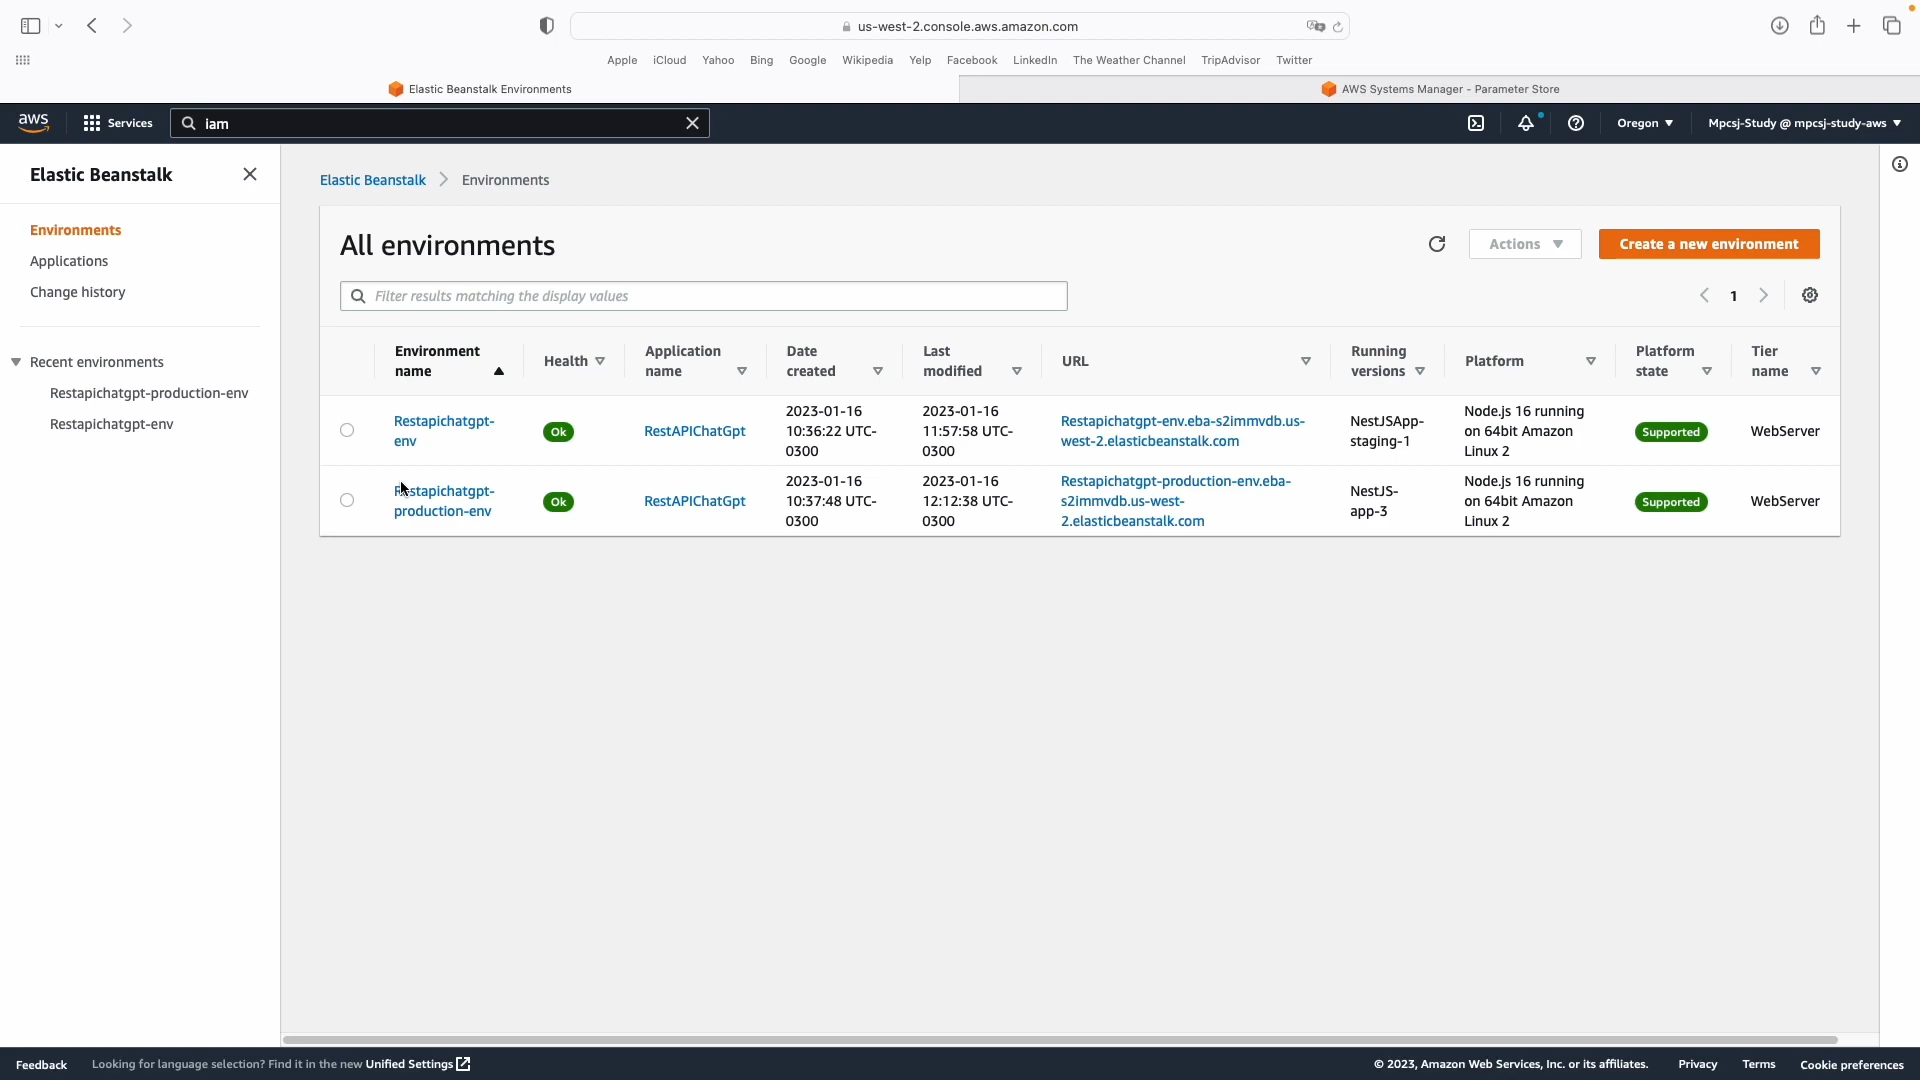 us-west-2.console.aws.amazon.com
Apple iCloud Yahoo Bing Google Wikipedia Yelp Facebook LinkedIn The Weather Channel TripAdvisor Twitter
Elastic Beanstalk Environments
AWS Systems Manager - Parameter Store
aws Services iam Oregon Mpcsj-Study @ mpcsj-study-aws
Elastic Beanstalk
Environments
Applications
Change history
Recent environments
Restapichatgpt-production-env
Restapichatgpt-env
Elastic Beanstalk Environments
All environments
Actions
Create a new environment
Filter results matching the display values
1
Environment
name
Health
Application
name
Date
created
Last
modified
URL
Running
versions
Platform
Platform
state
Tier
name
Restapichatgpt-
env
Ok
RestAPIChatGpt
2023-01-16
10:36:22 UTC-
0300
2023-01-16
11:57:58 UTC-
0300
Restapichatgpt-env.eba-s2immvdb.us-
west-2.elasticbeanstalk.com
NestJSApp-
staging-1
Node.js 16 running
on 64bit Amazon
Linux 2
Supported
WebServer
Restapichatgpt-
production-env
Ok
RestAPIChatGpt
2023-01-16
10:37:48 UTC-
0300
2023-01-16
12:12:38 UTC-
0300
Restapichatgpt-production-env.eba-
s2immvdb.us-west-
2.elasticbeanstalk.com
NestJS-
app-3
Node.js 16 running
on 64bit Amazon
Linux 2
Supported
WebServer
Feedback Looking for language selection? Find it in the new Unified Settings © 2023, Amazon Web Services, Inc. or its affiliates. Privacy Terms Cookie preferences